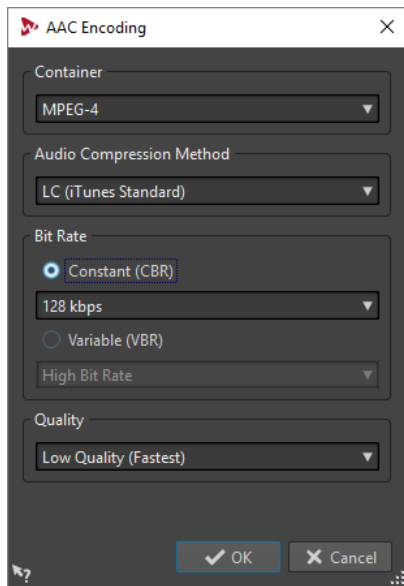 AAC Encoding
Container
MPEG-4
Audio Compression Method
LC (iTunes Standard)
Bit Rate
Constant (CBR)
128 kbps
Variable (VBR)
High Bit Rate
Quality
Low Quality (Fastest)
OK Cancel
?